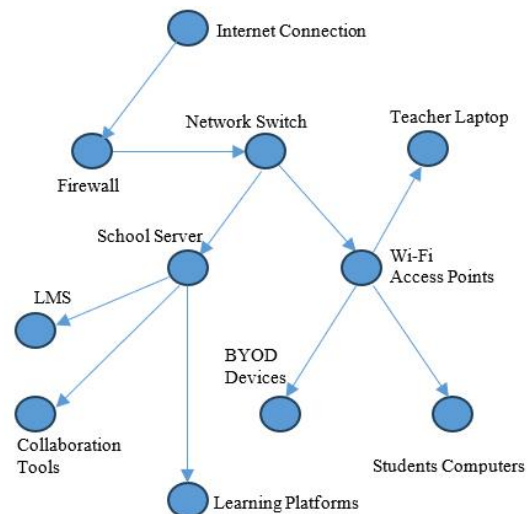 Internet Connection
Network Switch
Teacher Laptop
Firewall
School Server
Wi-Fi
Access Points
LMS
BYOD
Devices
Collaboration
Tools
Students Computers
Learning Platforms